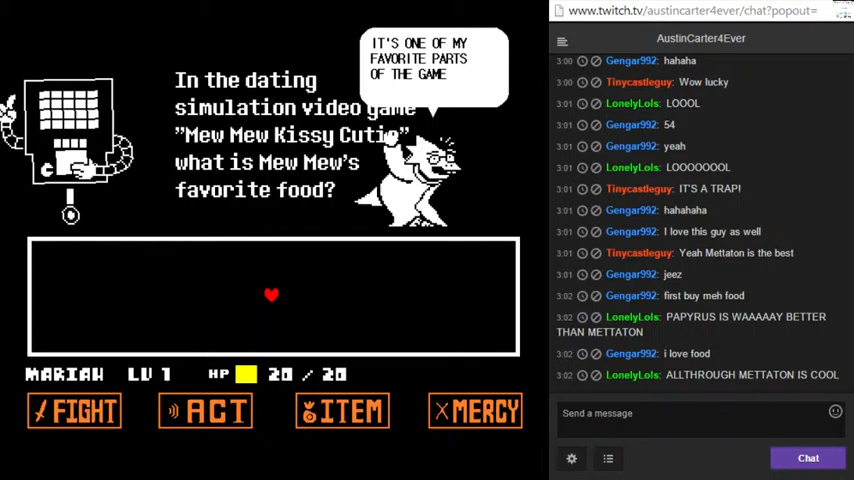 www.twitch.tv/austincarter4ever/chat?popout=
AustinCarter4Ever
IT'S ONE OF MY
FAVORITE PARTS
OF THE GAME
In the dating
simulation video game
"Mew Mew Kissy Cutie"
what is Mew Mew's
favorite food?
MARIAH LV 1 HP 20 / 20
FIGHT ACT ITEM MERCY
3:00 Gengar992: hahaha
3:00 Tinycastleguy: Wow lucky
3:01 LonelyLols: LOOOL
3:01 Gengar992: 54
3:01 Gengar992: yeah
3:01 LonelyLols: LOOOOOOOL
3:01 Tinycastleguy: IT'S A TRAP!
3:01 Gengar992: hahahaha
3:01 Gengar992: I love this guy as well
3:01 Tinycastleguy: Yeah Mettaton is the best
3:01 Gengar992: jeez
3:02 Gengar992: first buy meh food
3:02 LonelyLols: PAPYRUS IS WAAAAAY BETTER
THAN METTATON
3:02 Gengar992: i love food
3:02 LonelyLols: ALLTHROUGH METTATON IS COOL
Send a message
Chat